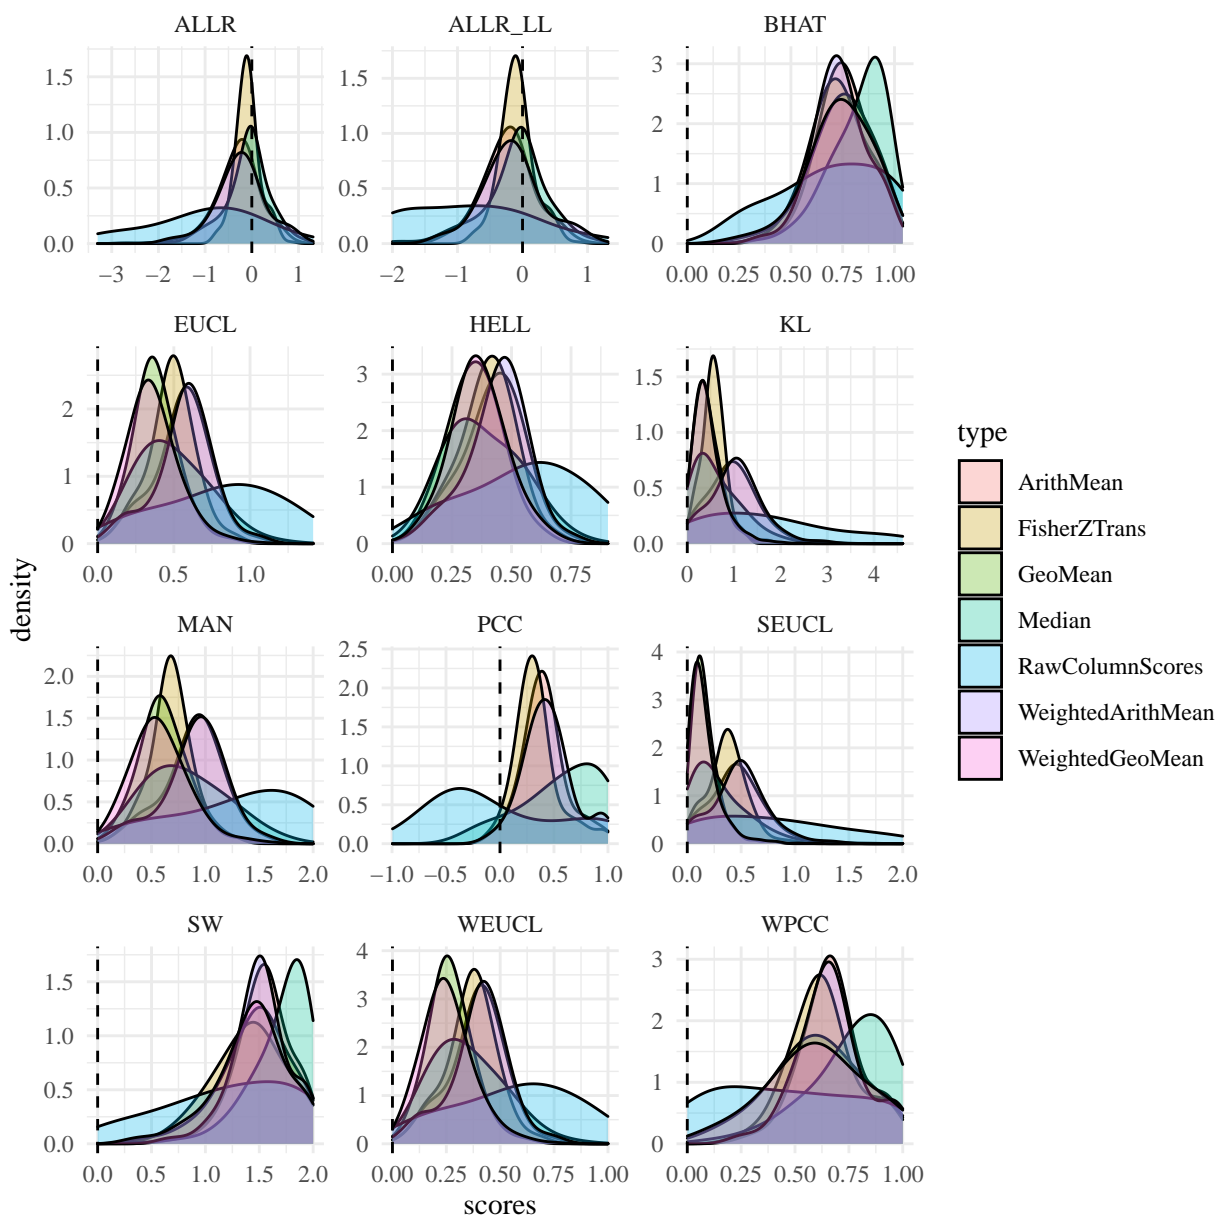 ALLR ALLR_LL BHAT
1.5 1.0 0.5 0.0
−3 −2 −1 0 1
1.5 1.0 0.5 0.0
−2 −1 0 1
3 2 1 0
0.00 0.25 0.50 0.75 1.00
EUCL HELL KL
2 1 0
0.0 0.5 1.0
3 2 1 0
0.00 0.25 0.50 0.75
1.5 1.0 0.5 0.0
0 1 2 3 4
density
MAN PCC SEUCL
2.0 1.5 1.0 0.5 0.0
0.0 0.5 1.0 1.5 2.0
2.5 2.0 1.5 1.0 0.5 0.0
−1.0 −0.5 0.0 0.5 1.0
4 3 2 1 0
0.0 0.5 1.0 1.5 2.0
SW WEUCL WPCC
1.5 1.0 0.5 0.0
0.0 0.5 1.0 1.5 2.0
4 3 2 1 0
0.00 0.25 0.50 0.75 1.00
3 2 1 0
0.00 0.25 0.50 0.75 1.00
scores
type
ArithMean
FisherZTrans
GeoMean
Median
RawColumnScores
WeightedArithMean
WeightedGeoMean